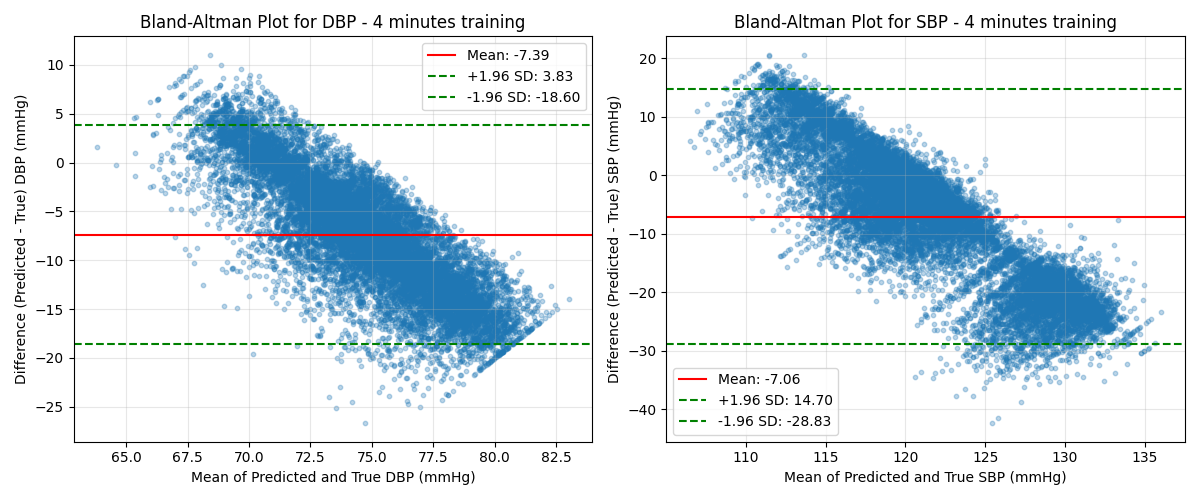 Bland-Altman Plot for DBP - 4 minutes training
Mean: -7.39
+1.96 SD: 3.83
-1.96 SD: -18.60
10
5
0
−5
−10
−15
−20
−25
Difference (Predicted - True) DBP (mmHg)
65.0 67.5 70.0 72.5 75.0 77.5 80.0 82.5
Mean of Predicted and True DBP (mmHg)
Bland-Altman Plot for SBP - 4 minutes training
20
10
0
−10
−20
−30
−40
Difference (Predicted - True) SBP (mmHg)
Mean: -7.06
+1.96 SD: 14.70
-1.96 SD: -28.83
110 115 120 125 130 135
Mean of Predicted and True SBP (mmHg)